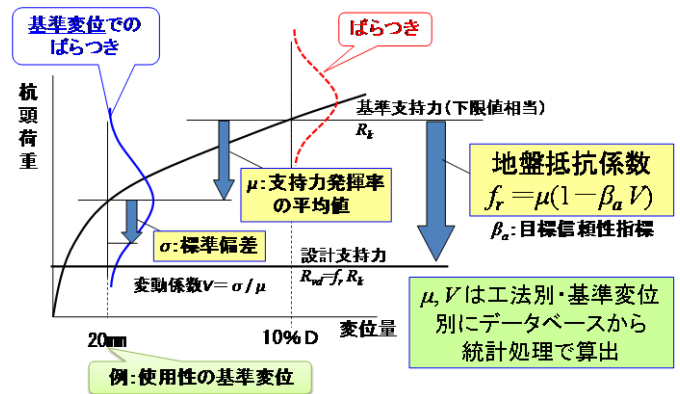 基準変位での
ばらつき
ばらつき
杭頭荷重
基準支持力(下限値相当)
Rk
μ:支持力発揮率
の平均値
地盤抵抗係数
fr=μ(1-βa V)
βa:目標信頼性指標
σ:標準偏差
設計支持力
Rvd=fr Rk
変動係数V=σ/μ
μ, Vは工法別・基準変位
別にデータベースから
統計処理で算出
20mm
10%D
変位量
例:使用性の基準変位